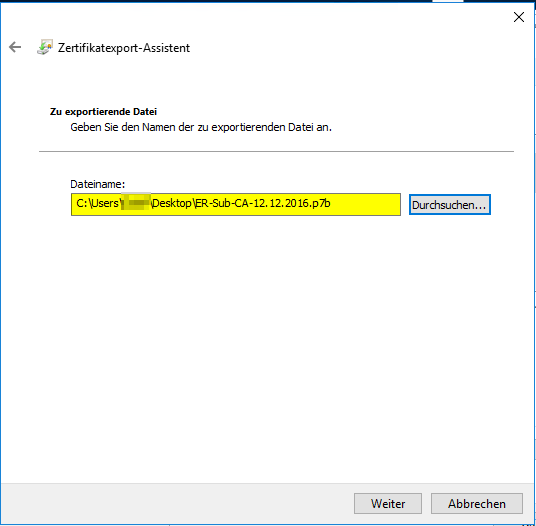 Zertifikatexport-Assistent
Zu exportierende Datei
Geben Sie den Namen der zu exportierenden Datei an.
Dateiname:
C:\Users\ \Desktop\ER-Sub-CA-12.12.2016.p7b
Durchsuchen...
Weiter
Abbrechen